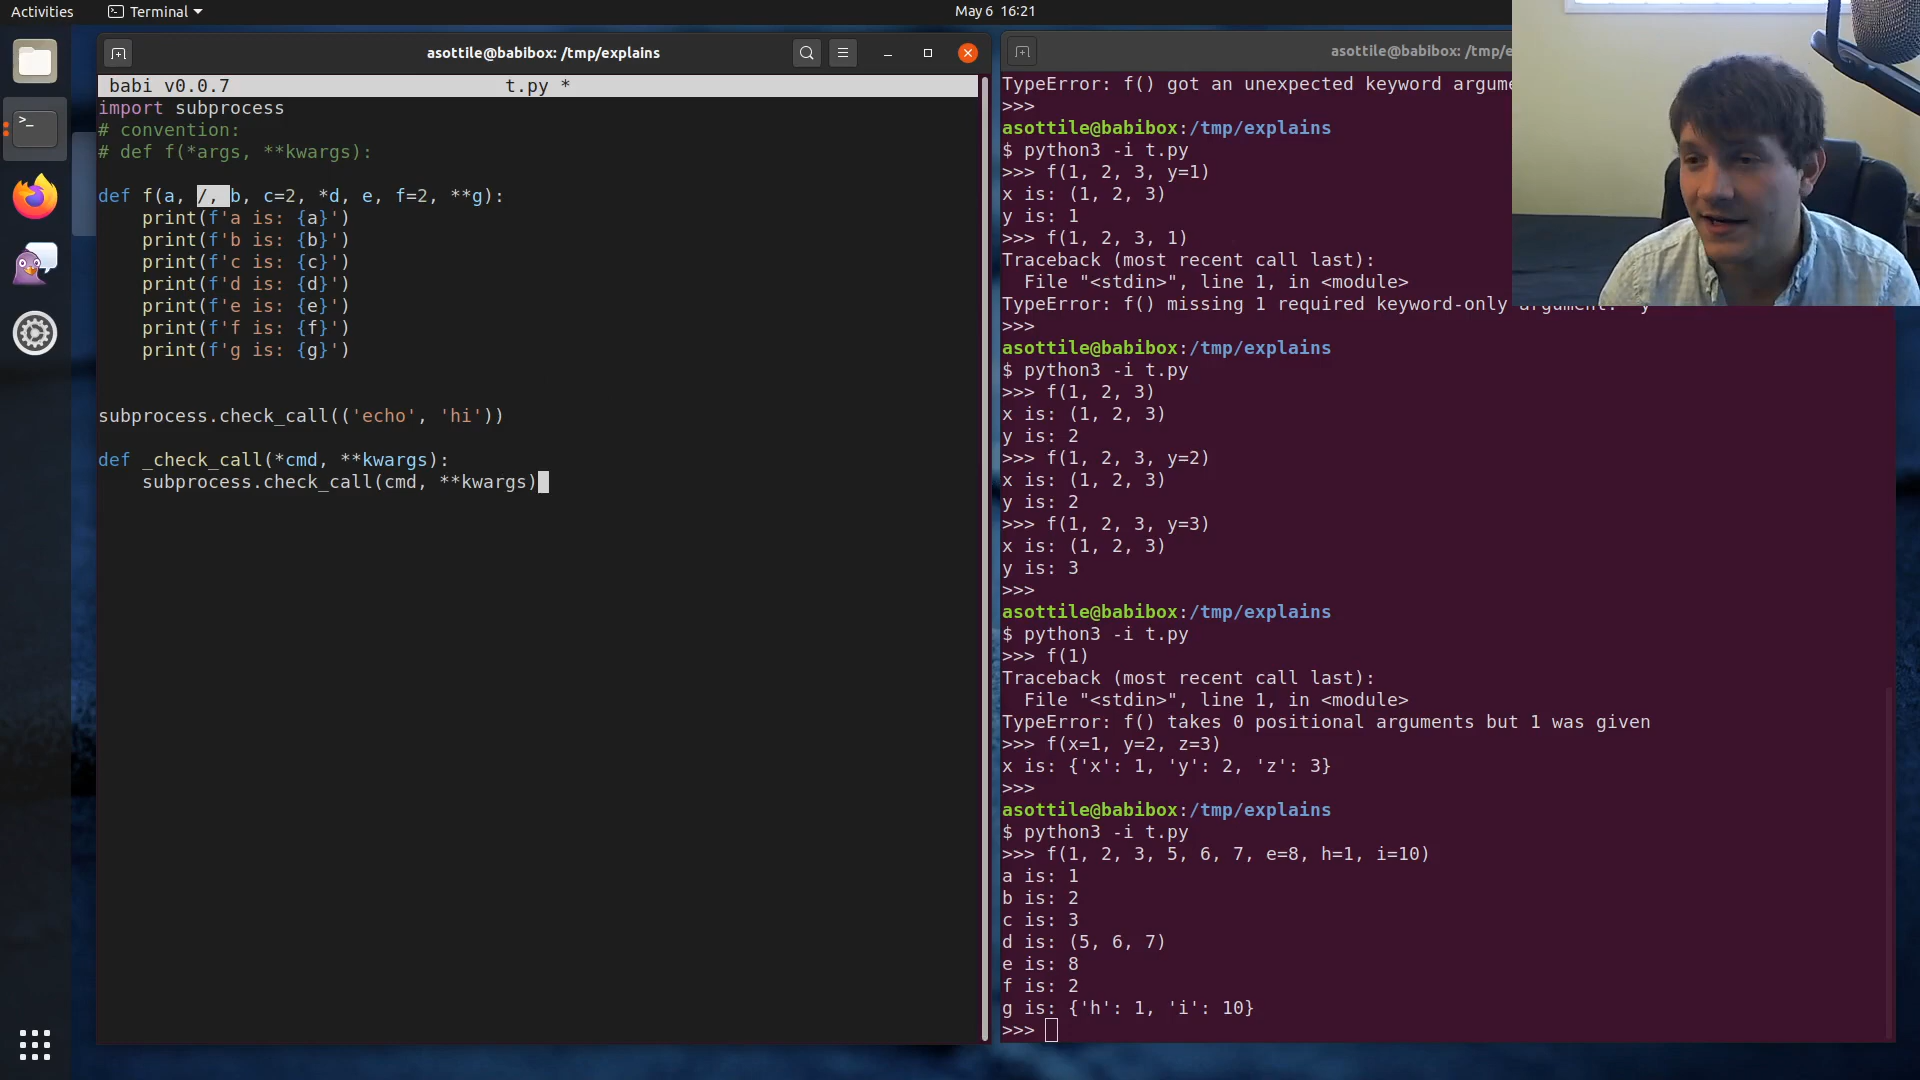 Activities
Terminal
May 6 16:21
asottile@babibox: /tmp/explains
babi v0.0.7
t.py *
import subprocess
# convention:
# def f(*args, **kwargs):
def f(a, /, b, c=2, *d, e, f=2, **g):
    print(f'a is: {a}')
    print(f'b is: {b}')
    print(f'c is: {c}')
    print(f'd is: {d}')
    print(f'e is: {e}')
    print(f'f is: {f}')
    print(f'g is: {g}')
subprocess.check_call(('echo', 'hi'))
def _check_call(*cmd, **kwargs):
    subprocess.check_call(cmd, **kwargs)
asottile@babibox: /tmp/e
TypeError: f() got an unexpected keyword argume
>>>
asottile@babibox:/tmp/explains
$ python3 -i t.py
>>> f(1, 2, 3, y=1)
x is: (1, 2, 3)
y is: 1
>>> f(1, 2, 3, 1)
Traceback (most recent call last):
  File "<stdin>", line 1, in <module>
TypeError: f() missing 1 required keyword-only argument: 'y'
>>>
asottile@babibox:/tmp/explains
$ python3 -i t.py
>>> f(1, 2, 3)
x is: (1, 2, 3)
y is: 2
>>> f(1, 2, 3, y=2)
x is: (1, 2, 3)
y is: 2
>>> f(1, 2, 3, y=3)
x is: (1, 2, 3)
y is: 3
>>>
asottile@babibox:/tmp/explains
$ python3 -i t.py
>>> f(1)
Traceback (most recent call last):
  File "<stdin>", line 1, in <module>
TypeError: f() takes 0 positional arguments but 1 was given
>>> f(x=1, y=2, z=3)
x is: {'x': 1, 'y': 2, 'z': 3}
>>>
asottile@babibox:/tmp/explains
$ python3 -i t.py
>>> f(1, 2, 3, 5, 6, 7, e=8, h=1, i=10)
a is: 1
b is: 2
c is: 3
d is: (5, 6, 7)
e is: 8
f is: 2
g is: {'h': 1, 'i': 10}
>>>